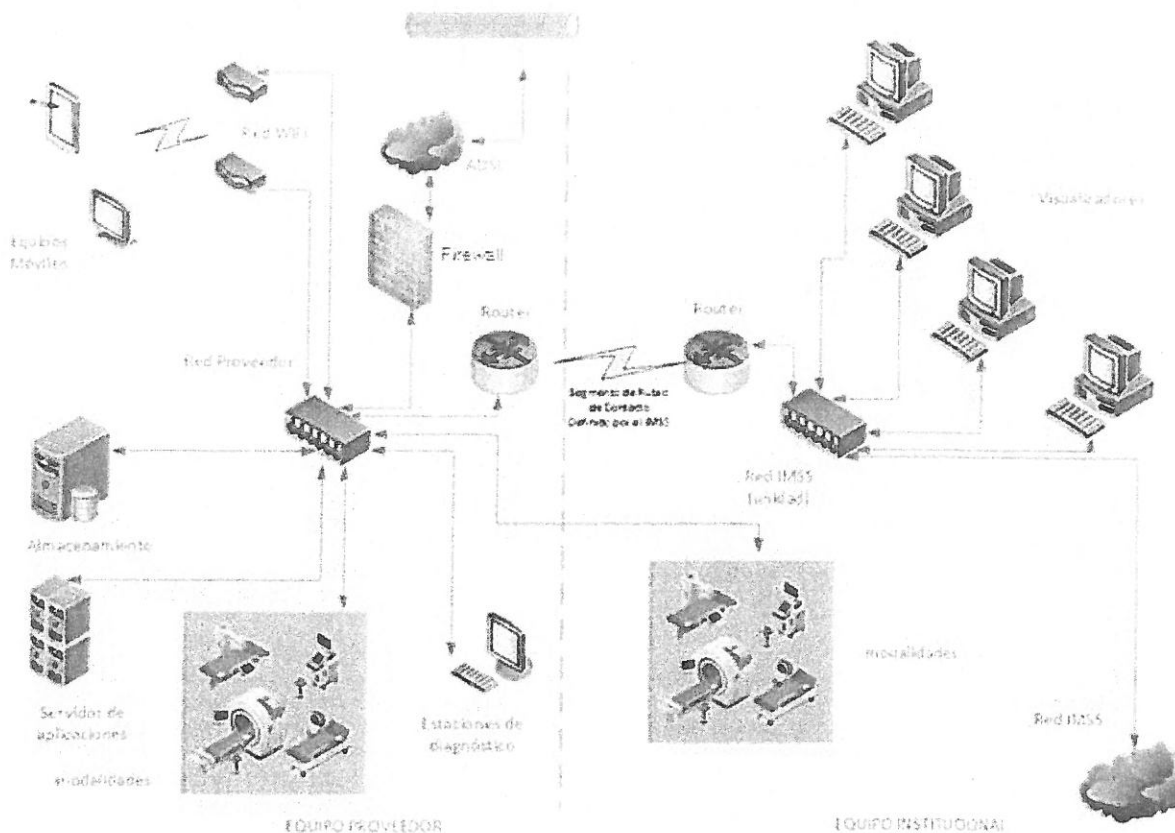 Red WiFi
ADSL
Equipos
Móviles
Firewall
Visualizadores
Router
Router
Red Proveedor
Segmento de Red
de Contacto
Definido por el IMSS
Red IMSS
(unidad)
Almacenamiento
modalidades
Servidor de
aplicaciones
Estaciones de
diagnóstico
Red IMSS
modalidades
EQUIPO PROVEEDOR
EQUIPO INSTITUCIONAL